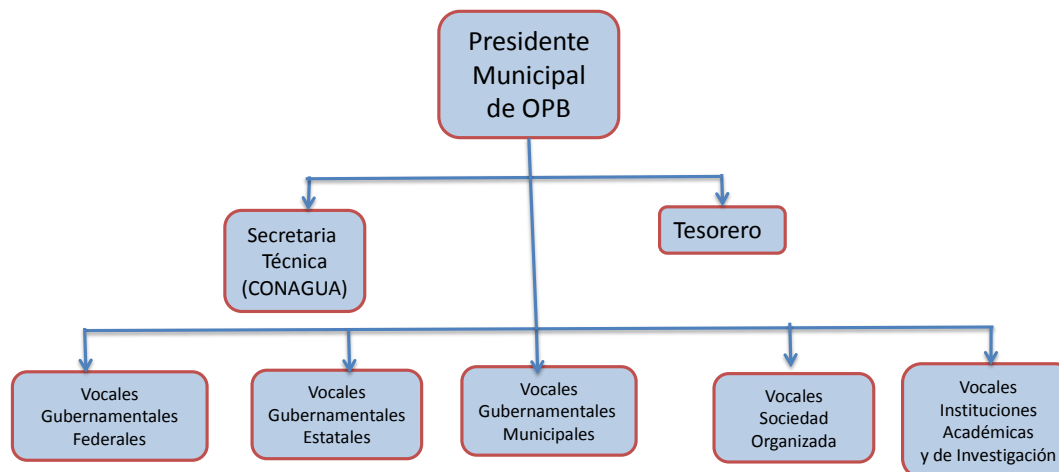 Presidente
Municipal
de OPB
Secretaria
Técnica
(CONAGUA)
Tesorero
Vocales
Gubernamentales
Federales
Vocales
Gubernamentales
Estatales
Vocales
Gubernamentales
Municipales
Vocales
Sociedad
Organizada
Vocales
Instituciones
Académicas
y de Investigación